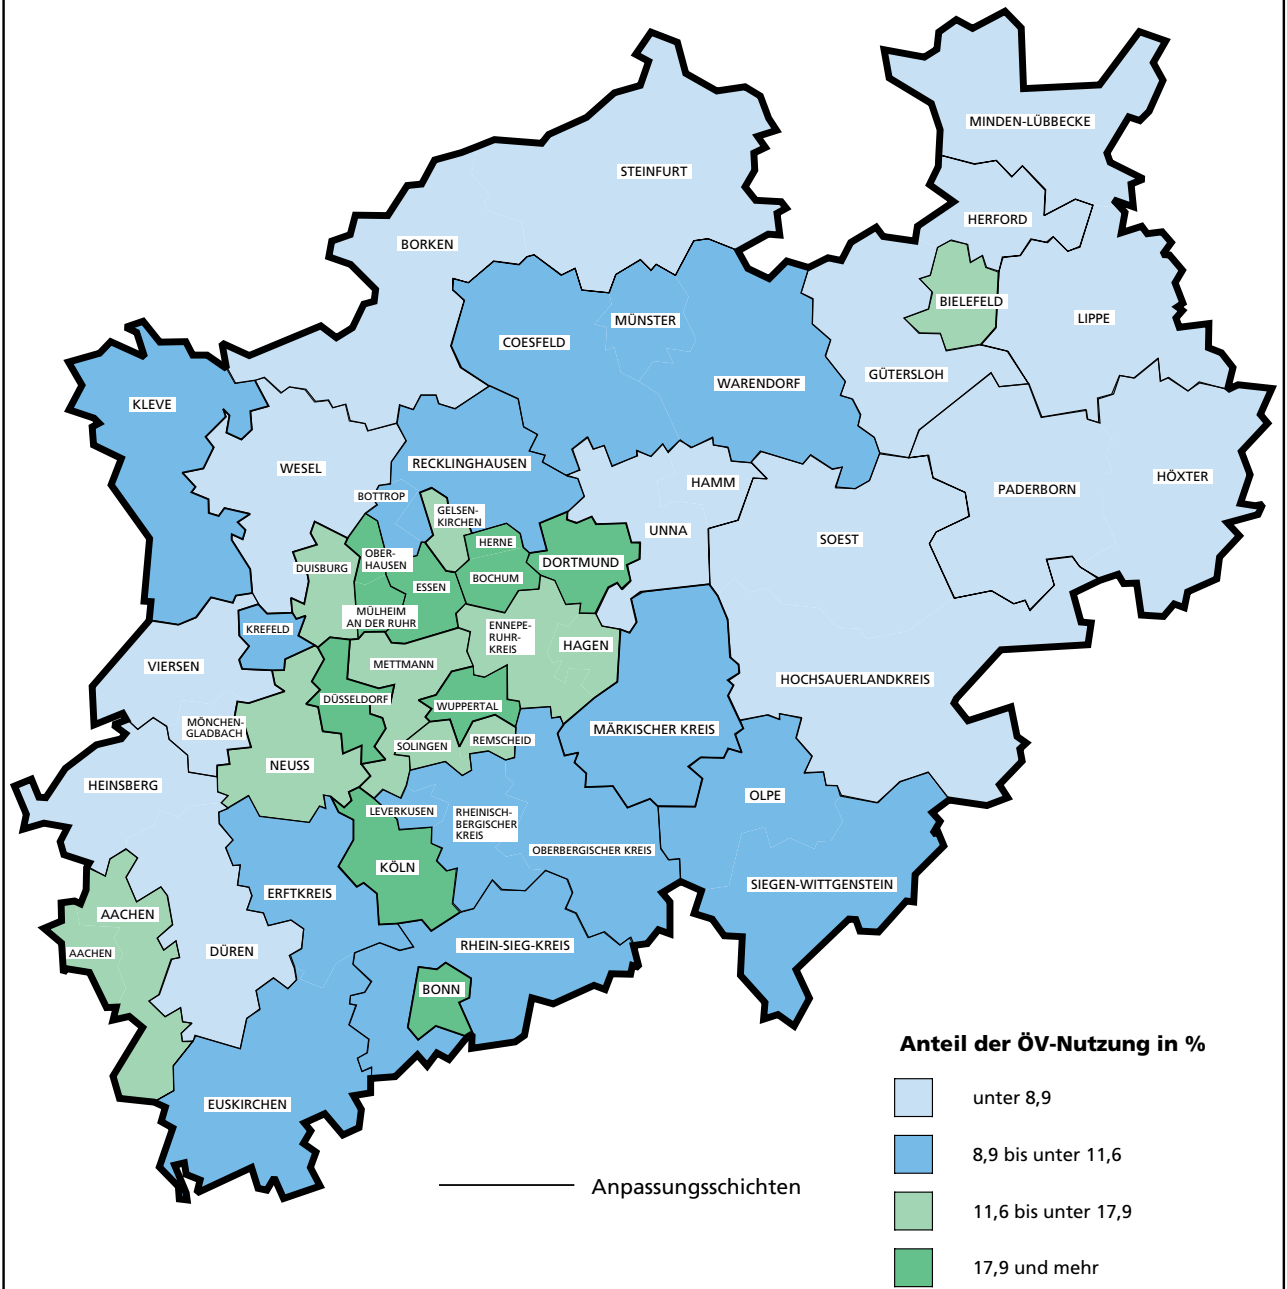 MINDEN-LÜBBECKE
STEINFURT
HERFORD
BORKEN
BIELEFELD
LIPPE
MÜNSTER
COESFELD
GÜTERSLOH
WARENDORF
KLEVE
RECKLINGHAUSEN
WESEL
HÖXTER
HAMM
PADERBORN
BOTTROP
GELSEN-
KIRCHEN
UNNA
SOEST
HERNE
OBER-
HAUSEN
DORTMUND
DUISBURG
BOCHUM
ESSEN
MÜLHEIM
AN DER RUHR
KREFELD
ENNEPE-
RUHR-
KREIS
HAGEN
VIERSEN
METTMANN
HOCHSAUERLANDKREIS
DÜSSELDORF
WUPPERTAL
MÖNCHEN-
GLADBACH
MÄRKISCHER KREIS
REMSCHEID
SOLINGEN
NEUSS
HEINSBERG
OLPE
LEVERKUSEN
RHEINISCH-
BERGISCHER
KREIS
OBERBERGISCHER KREIS
KÖLN
SIEGEN-WITTGENSTEIN
ERFTKREIS
AACHEN
RHEIN-SIEG-KREIS
DÜREN
AACHEN
BONN
EUSKIRCHEN
Anteil der ÖV-Nutzung in %
unter 8,9
8,9 bis unter 11,6
11,6 bis unter 17,9
17,9 und mehr
Anpassungsschichten